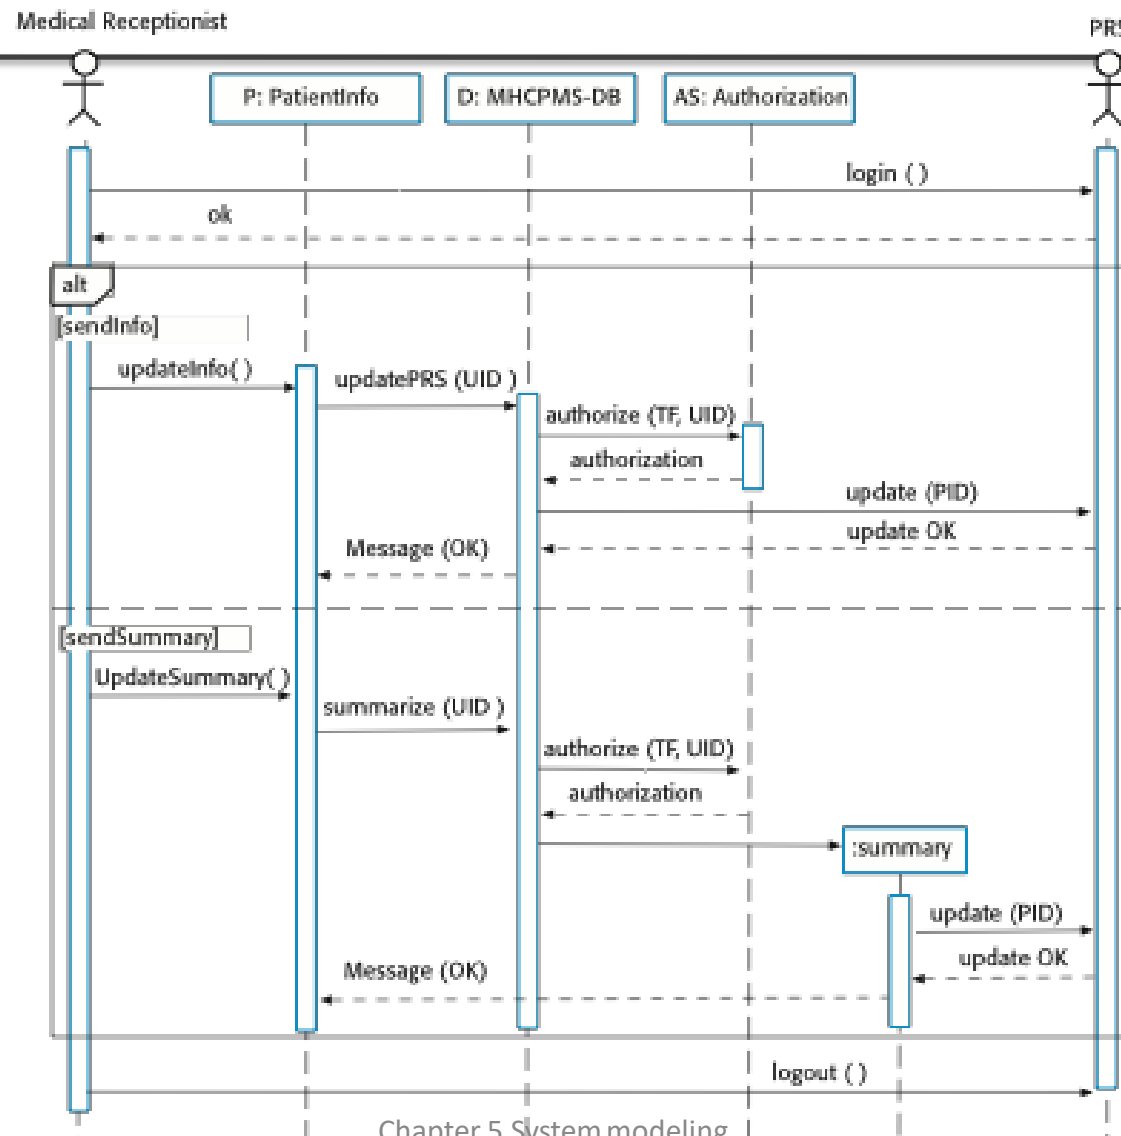 Medical Receptionist
PRS
P: PatientInfo
D: MHCPMS-DB
AS: Authorization
login ( )
ok
alt
[sendInfo]
updateInfo( )
updatePRS (UID )
authorize (TF, UID)
authorization
update (PID)
update OK
Message (OK)
[sendSummary]
UpdateSummary( )
summarize (UID )
authorize (TF, UID)
authorization
:summary
update (PID)
update OK
Message (OK)
logout ( )
Chapter 5 System modeling